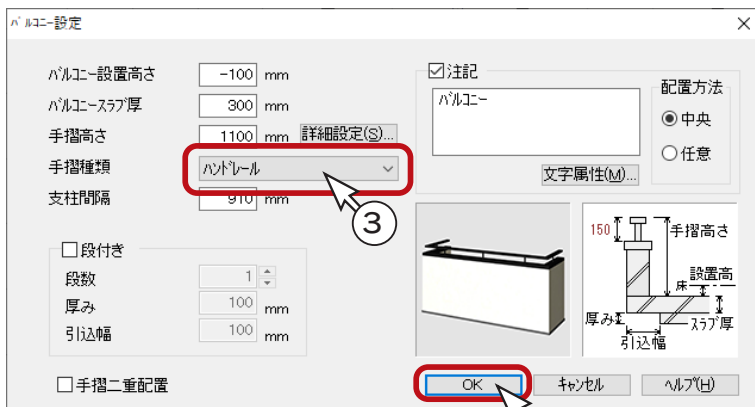 バルコニー設定
バルコニー設置高さ -100 mm
バルコニースラブ厚 300 mm
手摺高さ 1100 mm 詳細設定(S)...
手摺種類 ハンドレール
支柱間隔 910 mm
③
段付き
段数 1
厚み 100 mm
引込幅 100 mm
手摺二重配置
注記
バルコニー
文字属性(M)...
配置方法
中央
任意
150
手摺高さ
設置高
床
厚み
スラブ厚
引込幅
OK キャンセル ヘルプ(H)